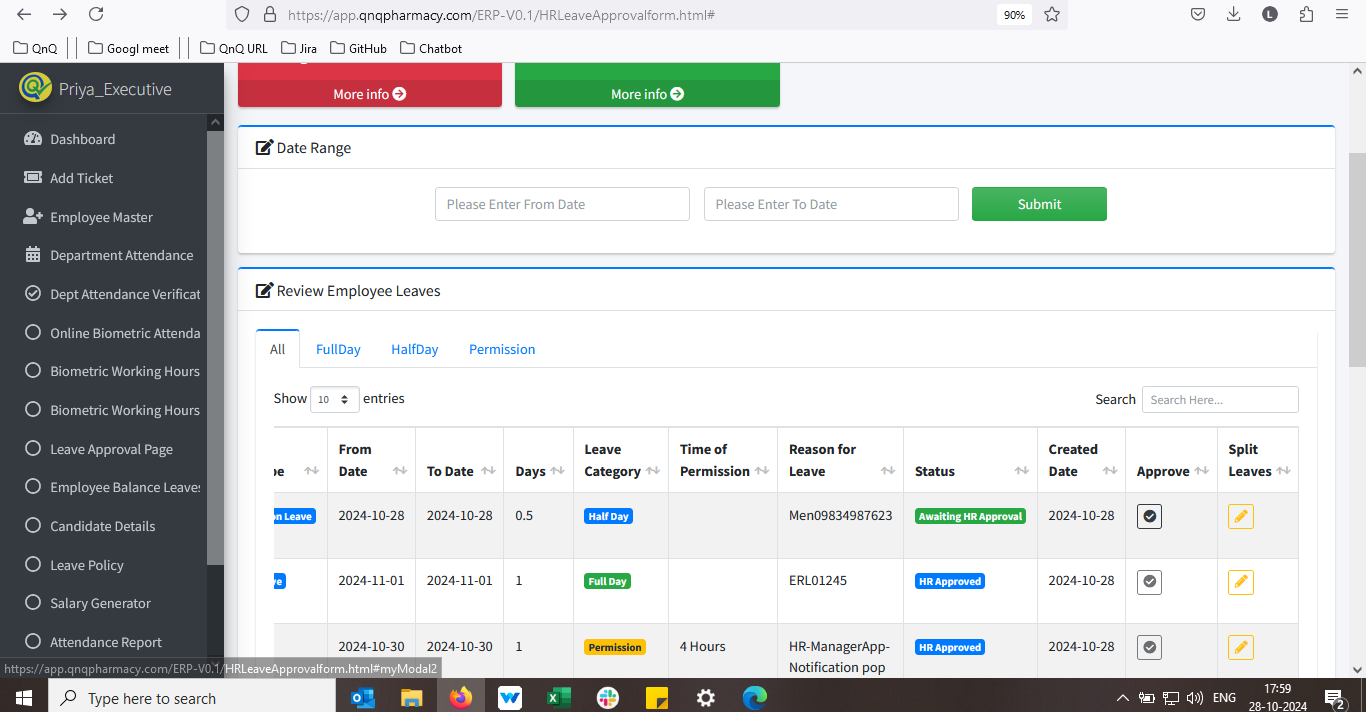 https://app.qnqpharmacy.com/ERP-V0.1/HRLeaveApprovalform.html#
90%
L
QnQ
Googl meet
QnQ URL
Jira
GitHub
Chatbot
Priya_Executive
Dashboard
Add Ticket
Employee Master
Department Attendance
Dept Attendance Verificat
Online Biometric Attenda
Biometric Working Hours
Biometric Working Hours
Leave Approval Page
Employee Balance Leaves
Candidate Details
Leave Policy
Salary Generator
Attendance Report
More info
More info
Date Range
Please Enter From Date
Please Enter To Date
Submit
Review Employee Leaves
All
FullDay
HalfDay
Permission
Show 10 entries
Search
Search Here...
pe
From Date
To Date
Days
Leave Category
Time of Permission
Reason for Leave
Status
Created Date
Approve
Split Leaves
on Leave 2024-10-28 2024-10-28 0.5 Half Day Men09834987623 Awaiting HR Approval 2024-10-28
ve 2024-11-01 2024-11-01 1 Full Day ERL01245 HR Approved 2024-10-28
2024-10-30 2024-10-30 1 Permission 4 Hours HR-ManagerApp- HR Approved 2024-10-28
Notification pop
https://app.qnqpharmacy.com/ERP-V0.1/HRLeaveApprovalform.html#myModal2
Type here to search
ENG
17:59
28-10-2024
2